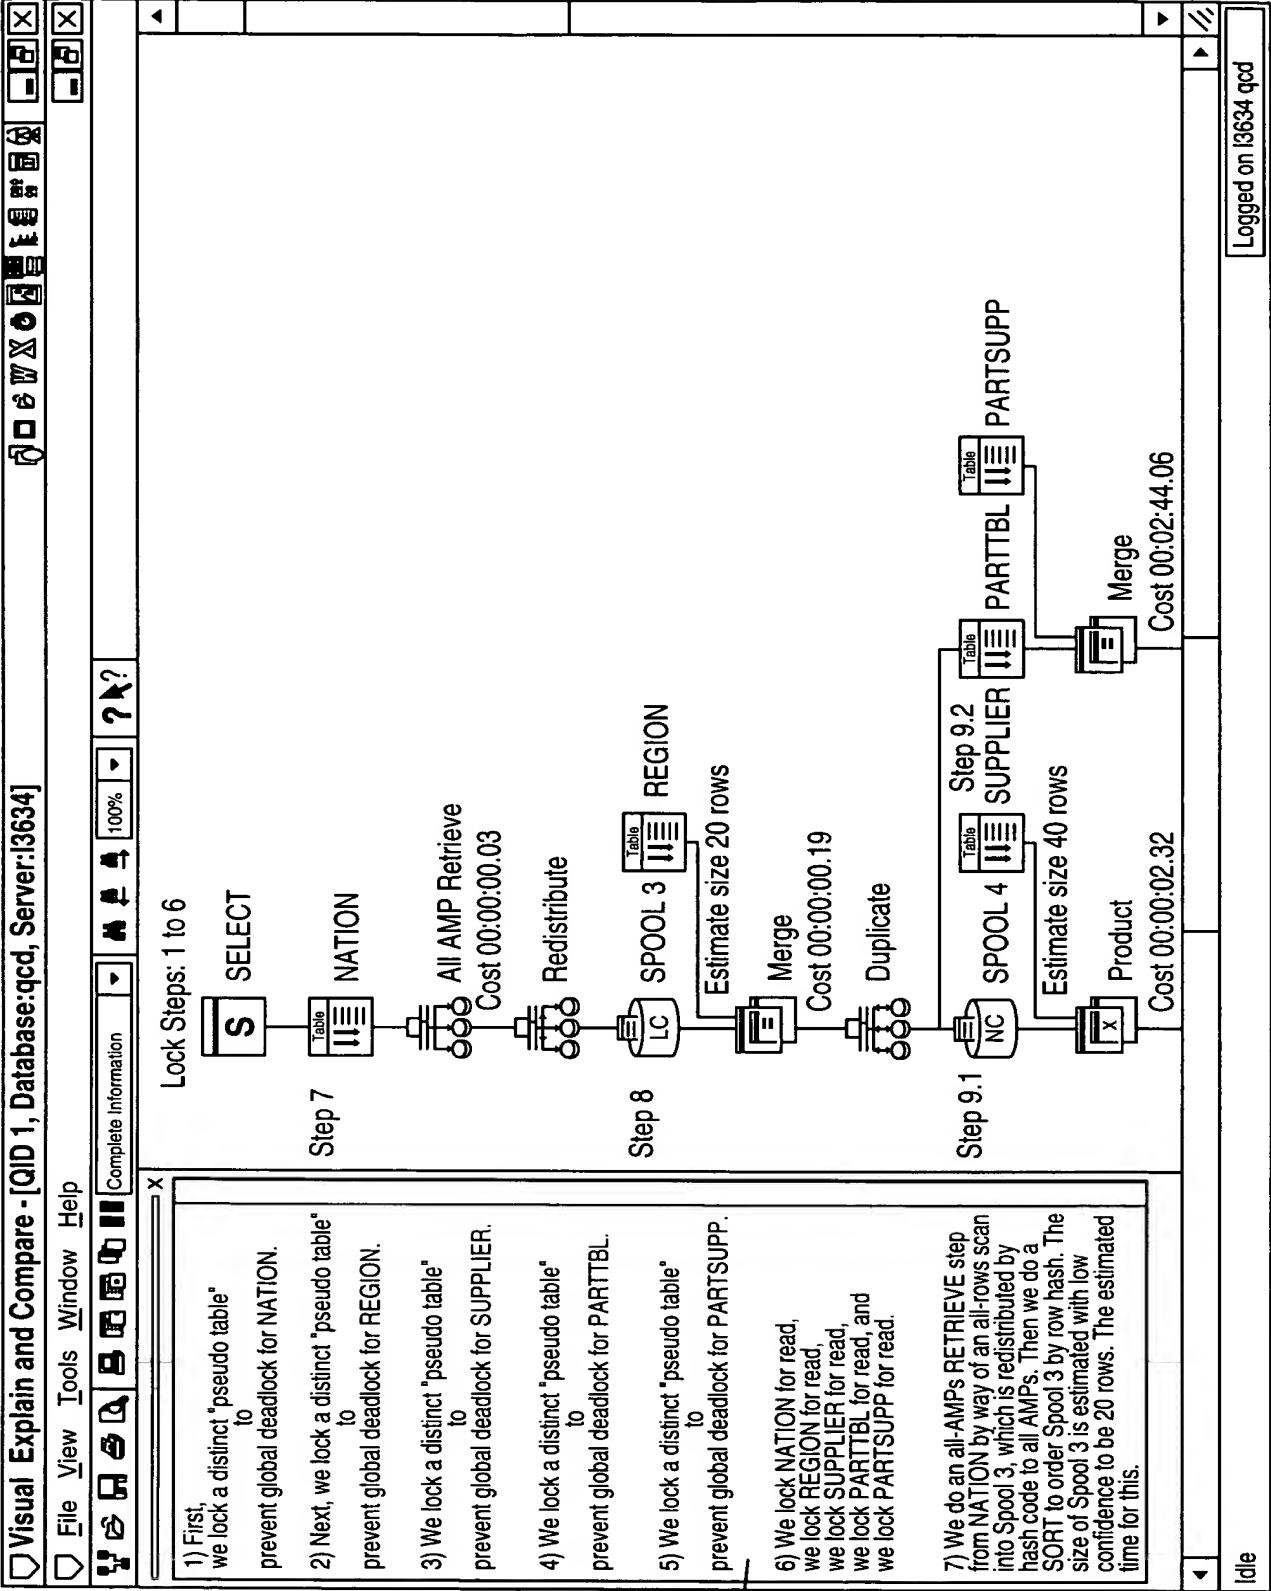 Visual Explain and Compare - [QID 1, Database:qcd, Server:l3634]
File View Tools Window Help
Complete Information
100%
?
?
1) First,
we lock a distinct "pseudo table"
to
prevent global deadlock for NATION.
2) Next, we lock a distinct "pseudo table"
to
prevent global deadlock for REGION.
3) We lock a distinct "pseudo table"
to
prevent global deadlock for SUPPLIER.
4) We lock a distinct "pseudo table"
to
prevent global deadlock for PARTTBL.
5) We lock a distinct "pseudo table"
to
prevent global deadlock for PARTSUPP.
6) We lock NATION for read,
we lock REGION for read,
we lock SUPPLIER for read,
we lock PARTTBL for read, and
we lock PARTSUPP for read.
7) We do an all-AMPs RETRIEVE step
from NATION by way of an all-rows scan
into Spool 3, which is redistributed by
hash code to all AMPs. Then we do a
SORT to order Spool 3 by row hash. The
size of Spool 3 is estimated with low
confidence to be 20 rows. The estimated
time for this.
Lock Steps: 1 to 6
S
SELECT
Step 7
Table
NATION
All AMP Retrieve
Cost 00:00:00.03
Redistribute
Step 8
LC
SPOOL 3
Table
REGION
Estimate size 20 rows
=
Merge
Cost 00:00:00.19
Duplicate
Step 9.1
NC
SPOOL 4
Table
SUPPLIER
Step 9.2
Table
PARTTBL
Table
PARTSUPP
Estimate size 40 rows
X
Product
Cost 00:00:02.32
=
Merge
Cost 00:02:44.06
Idle
Logged on l3634 qcd